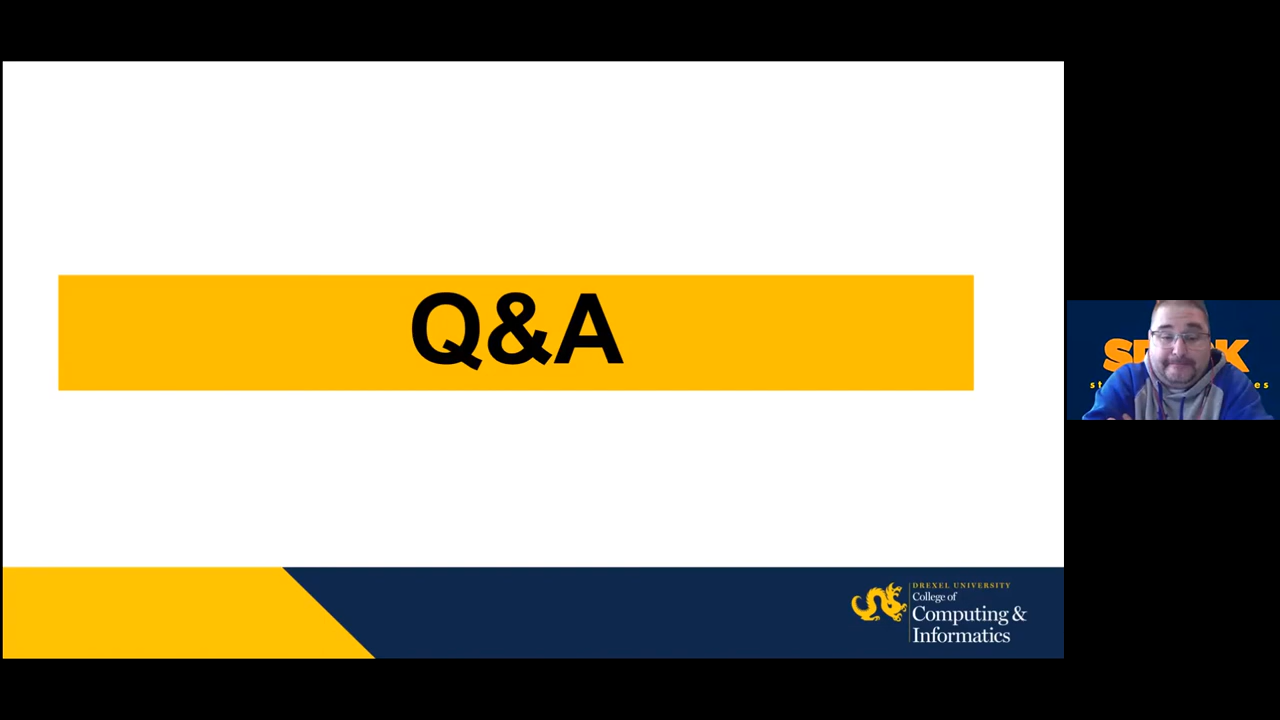 Q&A
DREXEL UNIVERSITY
College of
Computing &
Informatics